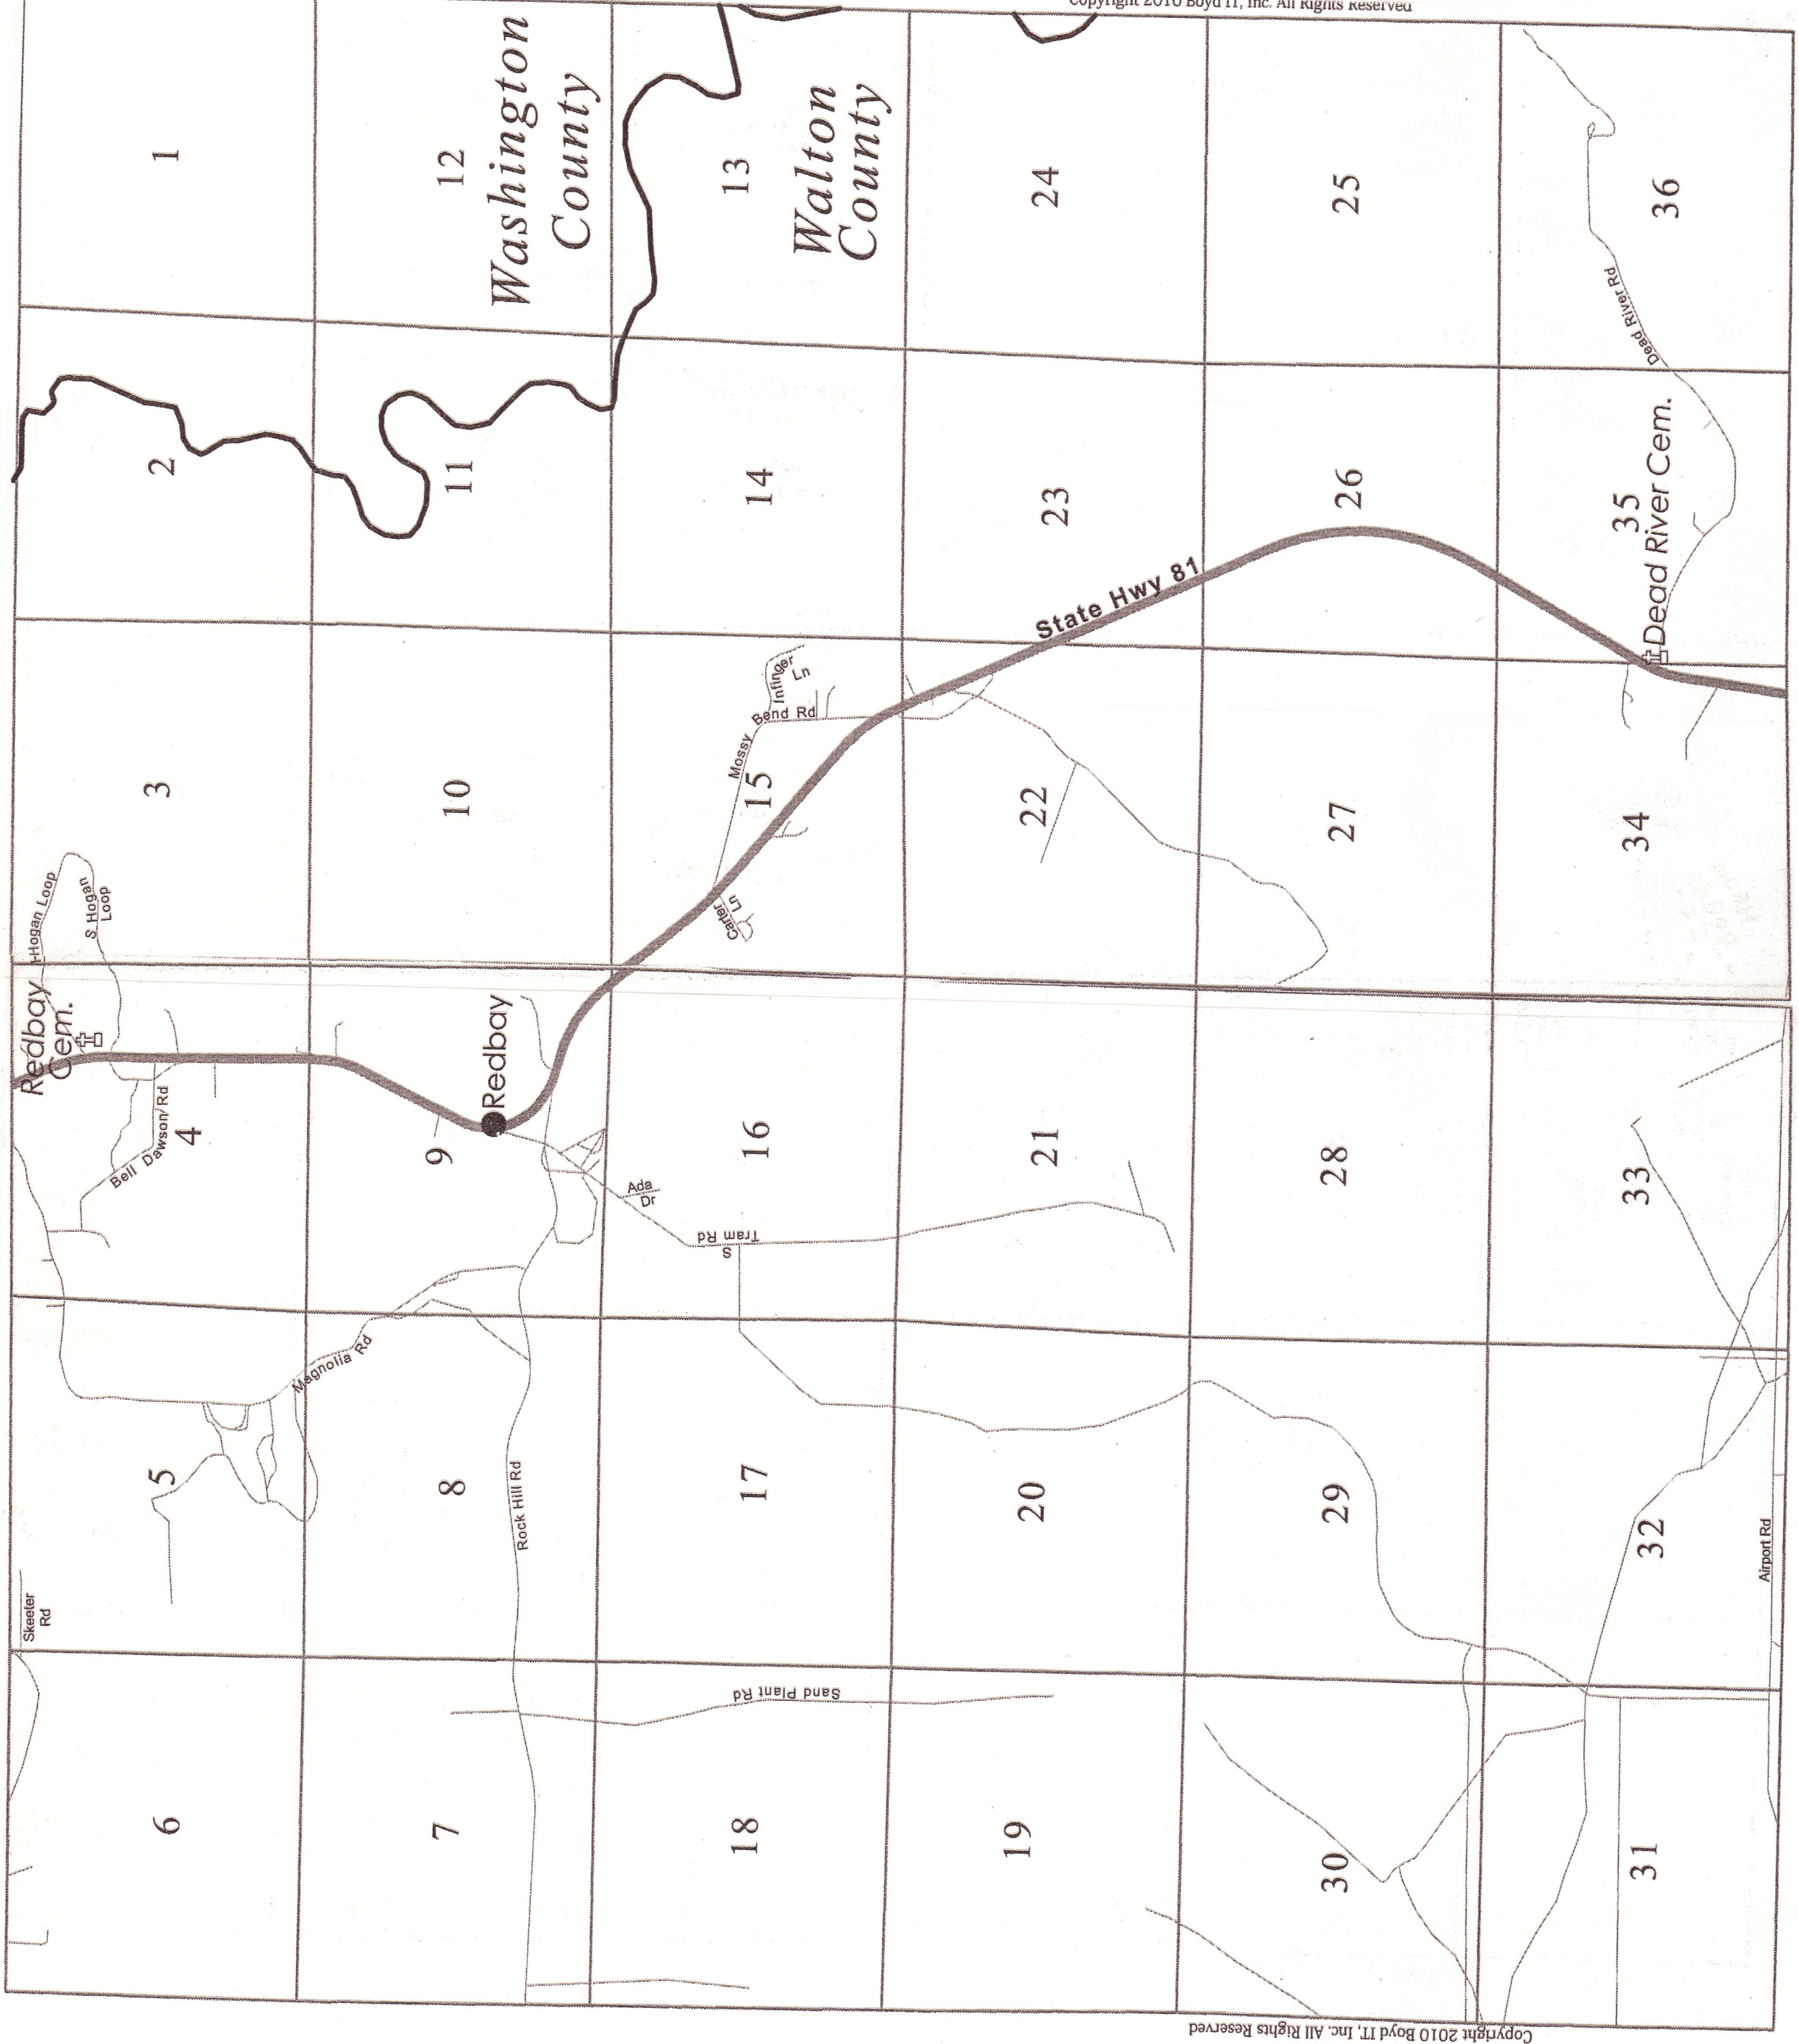 Copyright 2010 Boyd IT, Inc. All Rights Reserved
1
12
Washington
County
13
Walton
County
24
25
36
Dead River Rd
2
11
14
23
26
35
Dead River Cem.
State Hwy 81
3
10
Infinger
Ln
Bend Rd
Mossy
15
22
27
34
Hogan Loop
S Hogan
Loop
Carter
Ln
Redbay
Cem.
Redbay
Bell Dawson Rd
4
9
16
21
28
33
Ada
Dr
S
Tram Rd
Magnolia Rd
5
8
Rock Hill Rd
17
20
29
32
Airport Rd
Skeeter
Rd
Sand Plant Rd
6
7
18
19
30
31
Copyright 2010 Boyd IT, Inc. All Rights Reserved